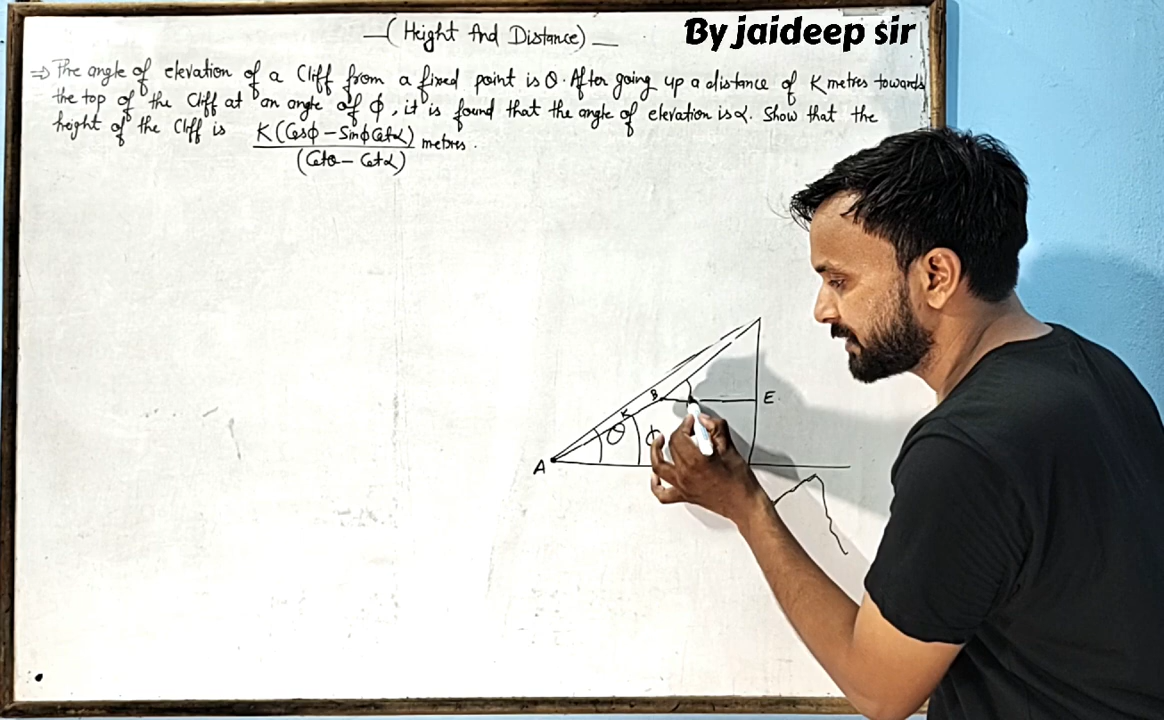 By jaideep sir
—( Height And Distance) —
⇒ The angle of elevation of a Cliff from a fixed point is θ. After going up a distance of K metres towards
the top of the Cliff at an angle of ϕ, it is found that the angle of elevation is α. Show that the
height of the Cliff is K(Cosϕ – Sinϕ Cotα) metres.
(Cotθ – Cotα)
B
E
K
θ
ϕ
A